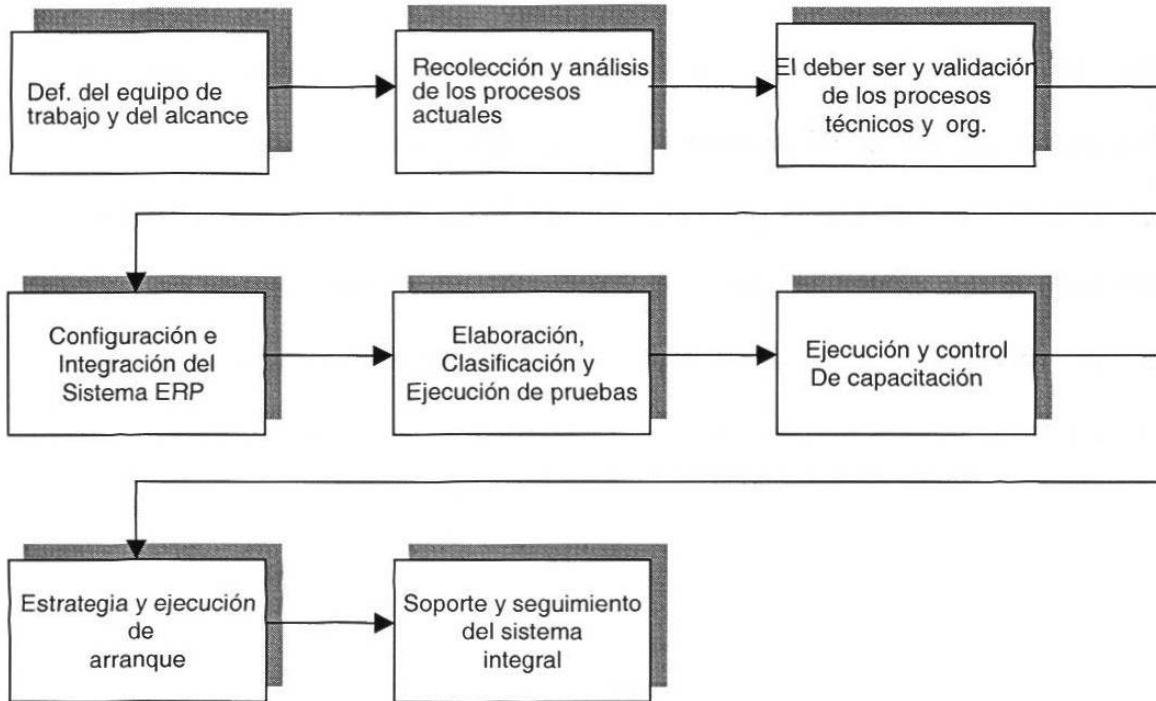 Def. del equipo de
trabajo y del alcance
Recolección y análisis
de los procesos
actuales
El deber ser y validación
de los procesos
técnicos y org.
Configuración e
Integración del
Sistema ERP
Elaboración,
Clasificación y
Ejecución de pruebas
Ejecución y control
De capacitación
Estrategia y ejecución
de
arranque
Soporte y seguimiento
del sistema
integral